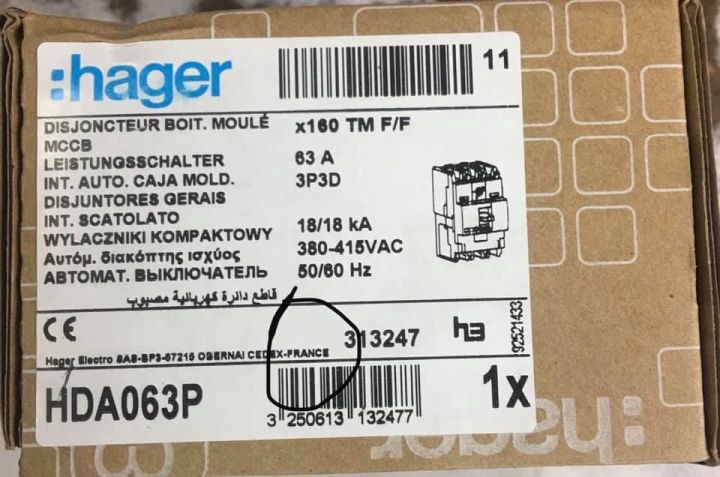 :hager
11
DISJONCTEUR BOIT. MOULÉ
MCCB
LEISTUNGSSCHALTER
INT. AUTO. CAJA MOLD.
DISJUNTORES GERAIS
INT. SCATOLATO
WYLACZNIKI KOMPAKTOWY
Αυτόμ. διακόπτης ισχύος
АВТОМАТ. ВЫКЛЮЧАТЕЛЬ
قاطع دائرة كهربائية مصبوب
x160 TM F/F
63 A
3P3D
18/18 kA
380-415VAC
50/60 Hz
CE
313247
h3
92521433
Hager Electro SAS-BP3-67215 OBERNAI CEDEX-FRANCE
HDA063P
3 250613 132477
1x
:hager